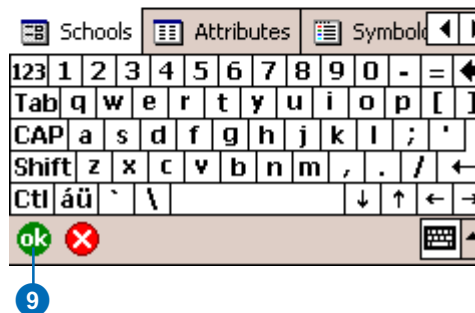 Schools Attributes Symbol
123 1 2 3 4 5 6 7 8 9 0 - = ←
Tab q w e r t y u i o p [ ]
CAP a s d f g h j k l ; '
Shift z x c v b n m , . / ←
Ctl áü ` \ ↓ ↑ ← →
ok
9